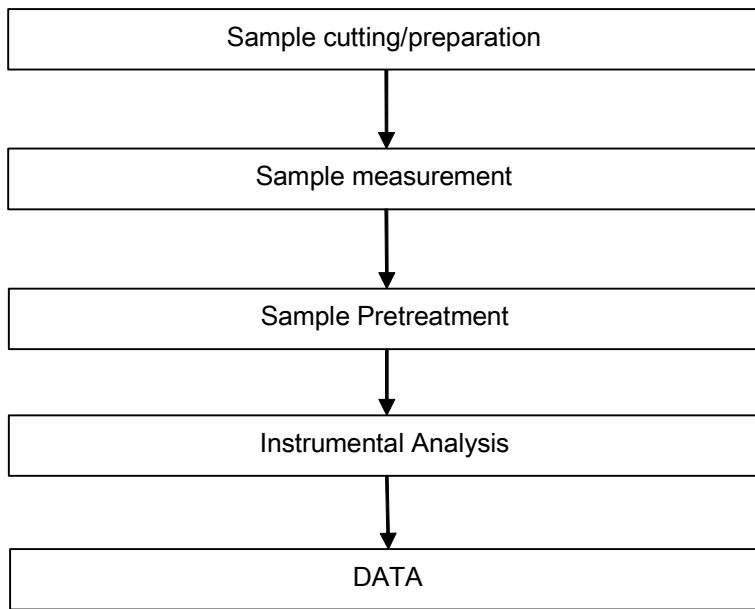 Sample cutting/preparation
Sample measurement
Sample Pretreatment
Instrumental Analysis
DATA